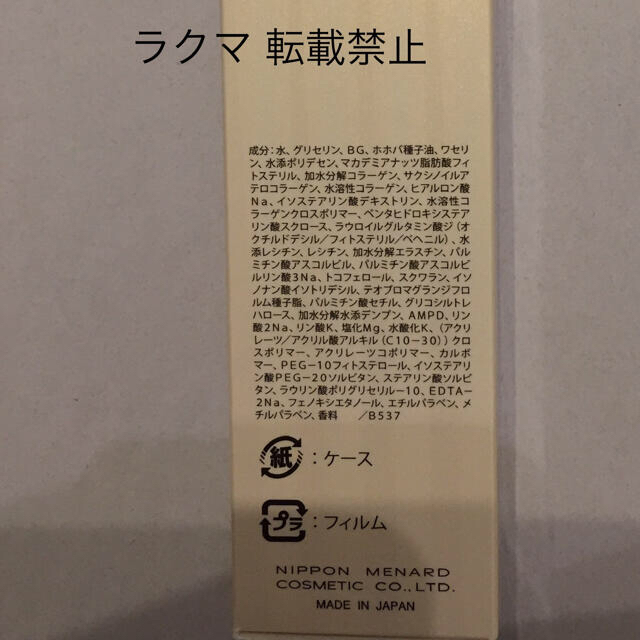 ラクマ 転載禁止
成分：水、グリセリン、BG、ホホバ種子油、ワセリ
ン、水添ポリデセン、マカデミアナッツ脂肪酸フィ
トステリル、加水分解コラーゲン、サクシノイルア
テロコラーゲン、水溶性コラーゲン、ヒアルロン酸
Na、イソステアリン酸デキストリン、水溶性コ
ラーゲンクロスポリマー、ペンタヒドロキシステア
リン酸スクロース、ラウロイルグルタミン酸ジ（オ
クチルドデシル／フィトステリル／ベヘニル）、水
添レシチン、レシチン、加水分解エラスチン、パル
ミチン酸アスコルビル、パルミチン酸アスコルビ
ルリン酸3Na、トコフェロール、スクワラン、イソ
ノナン酸イソトリデシル、テオブロマグランジフロ
ルム種子脂、パルミチン酸セチル、グリコシルトレ
ハロース、加水分解水添デンプン、AMPD、リン
酸2Na、リン酸K、塩化Mg、水酸化K、（アクリ
レーツ／アクリル酸アルキル（C10－30））クロ
スポリマー、アクリレーツコポリマー、カルボ
マー、PEG－10フィトステロール、イソステアリ
ン酸PEG－20ソルビタン、ステアリン酸ソルビ
タン、ラウリン酸ポリグリセリル－10、EDTA－
2Na、フェノキシエタノール、エチルパラベン、メ
チルパラベン、香料　／B537
紙：ケース
プラ：フィルム
NIPPON MENARD
COSMETIC CO.,LTD.
MADE IN JAPAN